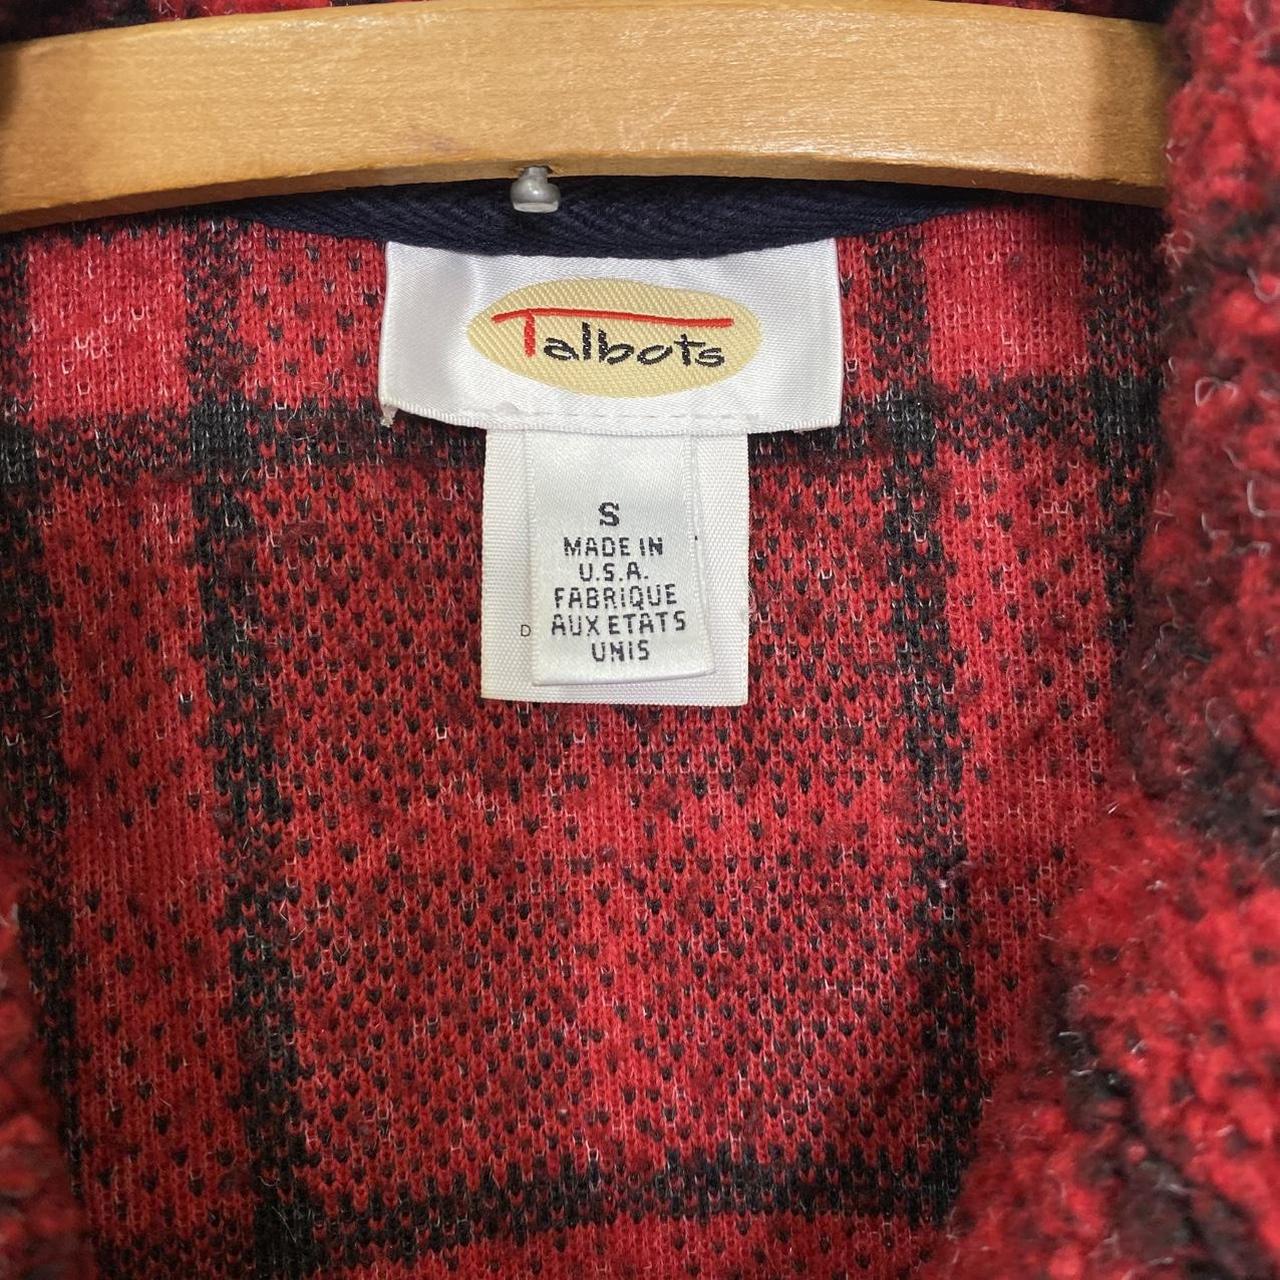 Talbots
S
MADE IN
U.S.A.
FABRIQUE
AUX ETATS
UNIS
D